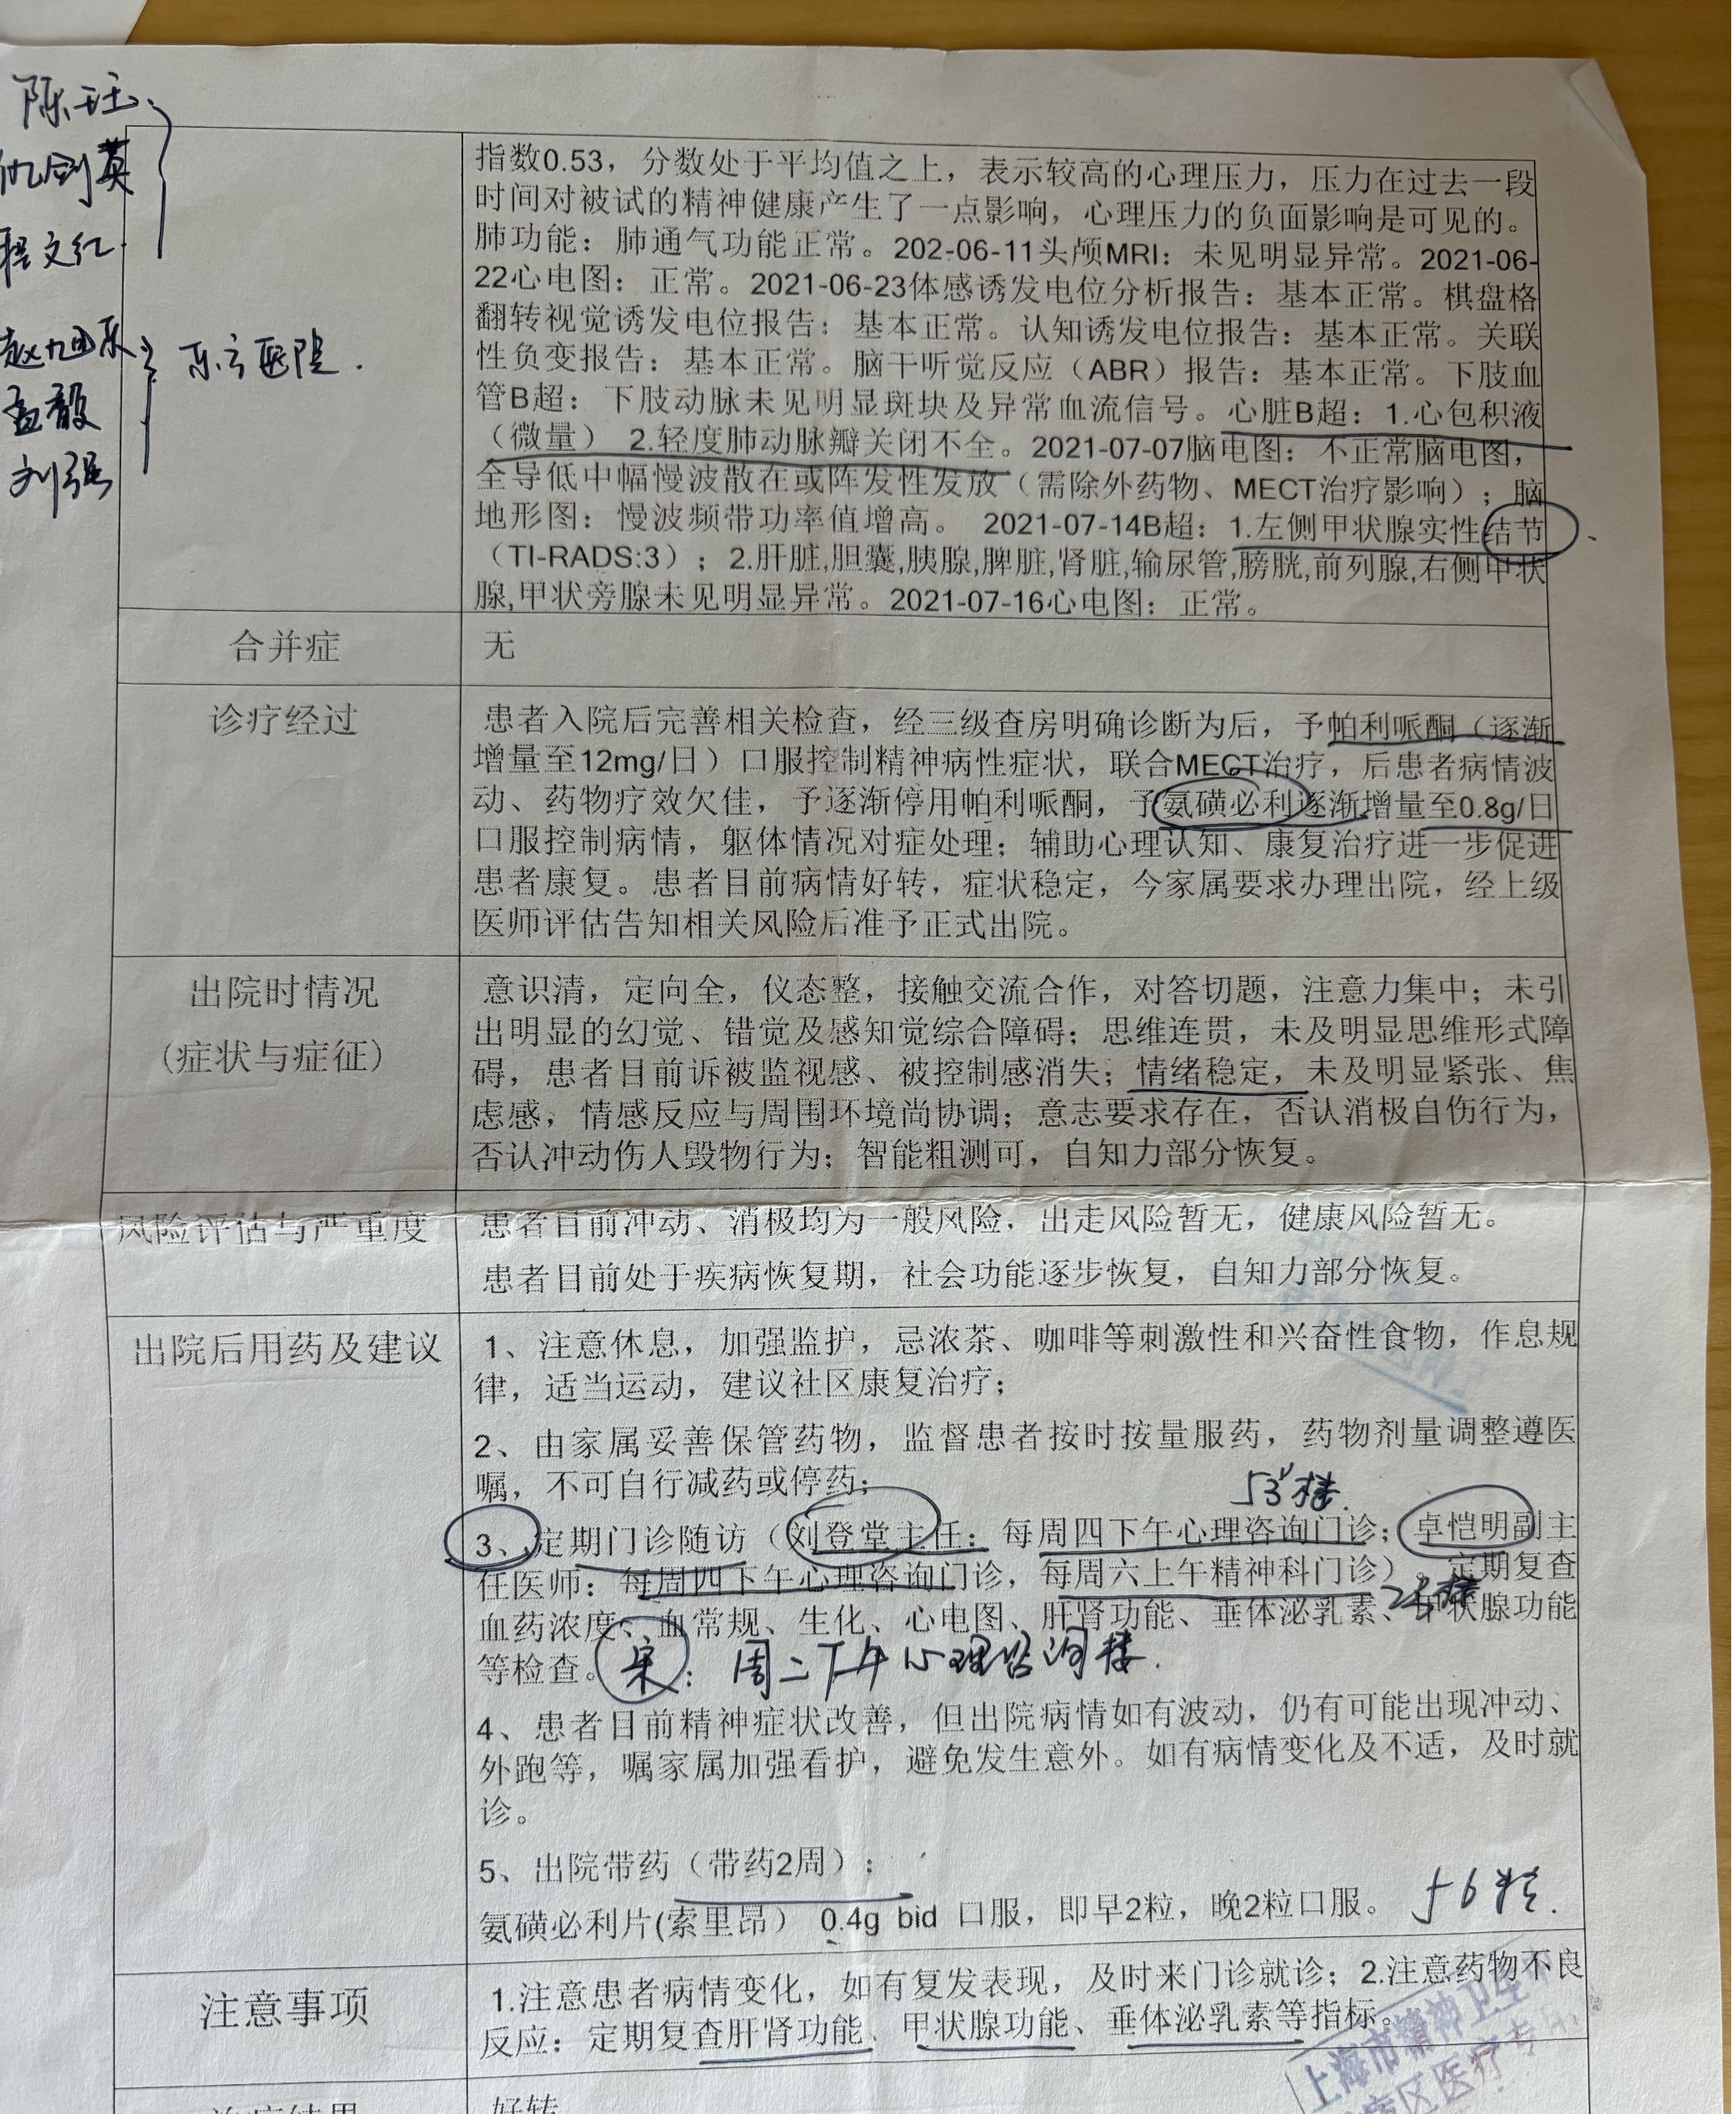 陈珏
仇剑英
程文红
赵旭东
孟馥
刘强
东方医院.
指数0.53，分数处于平均值之上，表示较高的心理压力，压力在过去一段
时间对被试的精神健康产生了一点影响，心理压力的负面影响是可见的。
肺功能：肺通气功能正常。202-06-11头颅MRI：未见明显异常。2021-06-
22心电图：正常。2021-06-23体感诱发电位分析报告：基本正常。棋盘格
翻转视觉诱发电位报告：基本正常。认知诱发电位报告：基本正常。关联
性负变报告：基本正常。脑干听觉反应（ABR）报告：基本正常。下肢血
管B超：下肢动脉未见明显斑块及异常血流信号。心脏B超：1.心包积液
（微量） 2.轻度肺动脉瓣关闭不全。2021-07-07脑电图：不正常脑电图，
全导低中幅慢波散在或阵发性发放（需除外药物、MECT治疗影响）；脑
地形图：慢波频带功率值增高。 2021-07-14B超：1.左侧甲状腺实性结节
（TI-RADS:3）；2.肝脏,胆囊,胰腺,脾脏,肾脏,输尿管,膀胱,前列腺,右侧甲状
腺,甲状旁腺未见明显异常。2021-07-16心电图：正常。
合并症
无
诊疗经过
患者入院后完善相关检查，经三级查房明确诊断为后，予帕利哌酮（逐渐
增量至12mg/日）口服控制精神病性症状，联合MECT治疗，后患者病情波
动、药物疗效欠佳，予逐渐停用帕利哌酮，予氨磺必利逐渐增量至0.8g/日
口服控制病情，躯体情况对症处理；辅助心理认知、康复治疗进一步促进
患者康复。患者目前病情好转，症状稳定，今家属要求办理出院，经上级
医师评估告知相关风险后准予正式出院。
出院时情况
（症状与症征）
意识清，定向全，仪态整，接触交流合作，对答切题，注意力集中；未引
出明显的幻觉、错觉及感知觉综合障碍；思维连贯，未及明显思维形式障
碍，患者目前诉被监视感、被控制感消失；情绪稳定，未及明显紧张、焦
虑感，情感反应与周围环境尚协调；意志要求存在，否认消极自伤行为，
否认冲动伤人毁物行为；智能粗测可，自知力部分恢复。
风险评估与严重度
患者目前冲动、消极均为一般风险，出走风险暂无，健康风险暂无。
患者目前处于疾病恢复期，社会功能逐步恢复，自知力部分恢复。
出院后用药及建议
1、注意休息，加强监护，忌浓茶、咖啡等刺激性和兴奋性食物，作息规
律，适当运动，建议社区康复治疗；
2、由家属妥善保管药物，监督患者按时按量服药，药物剂量调整遵医
嘱，不可自行减药或停药；
3、定期门诊随访（刘登堂主任：每周四下午心理咨询门诊；卓恺明副主
任医师：每周四下午心理咨询门诊，每周六上午精神科门诊）。定期复查
血药浓度、血常规、生化、心电图、肝肾功能、垂体泌乳素、甲状腺功能
等检查。 宋：周二下午心理咨询楼.
4、患者目前精神症状改善，但出院病情如有波动，仍有可能出现冲动、
外跑等，嘱家属加强看护，避免发生意外。如有病情变化及不适，及时就
诊。
5、出院带药（带药2周）：
氨磺必利片(索里昂） 0.4g bid 口服，即早2粒，晚2粒口服。 56粒.
注意事项
1.注意患者病情变化，如有复发表现，及时来门诊就诊；2.注意药物不良
反应：定期复查肝肾功能、甲状腺功能、垂体泌乳素等指标。
上海市精神卫生
病区医疗专
好转